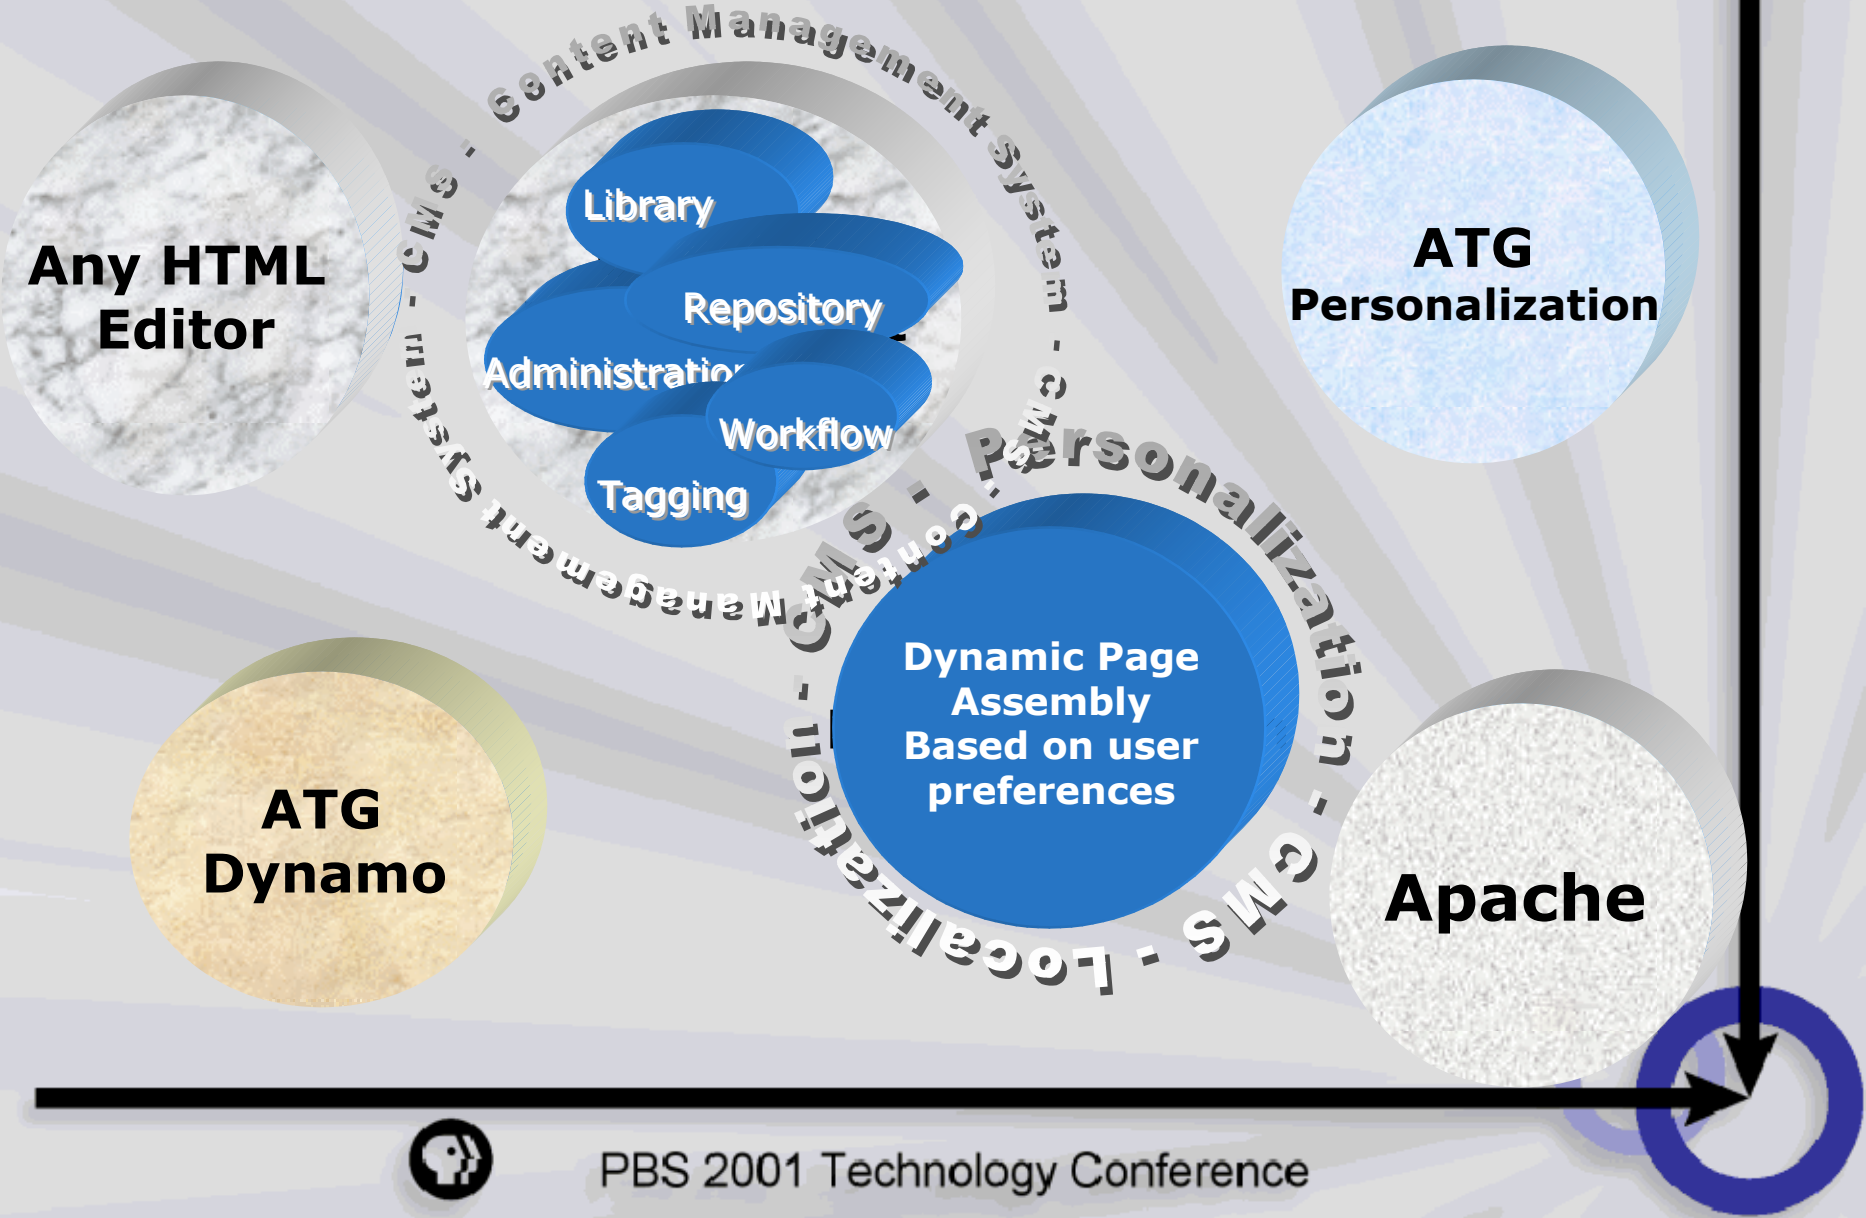 Content Management System - CMS - Content Management System - CMS -
Any HTML
Editor
Library
Repository
Administration
Workflow
Tagging
ATG
Personalization
Personalization - CMS - Localization - CMS -
Dynamic Page
Assembly
Based on user
preferences
ATG
Dynamo
Apache
PBS 2001 Technology Conference